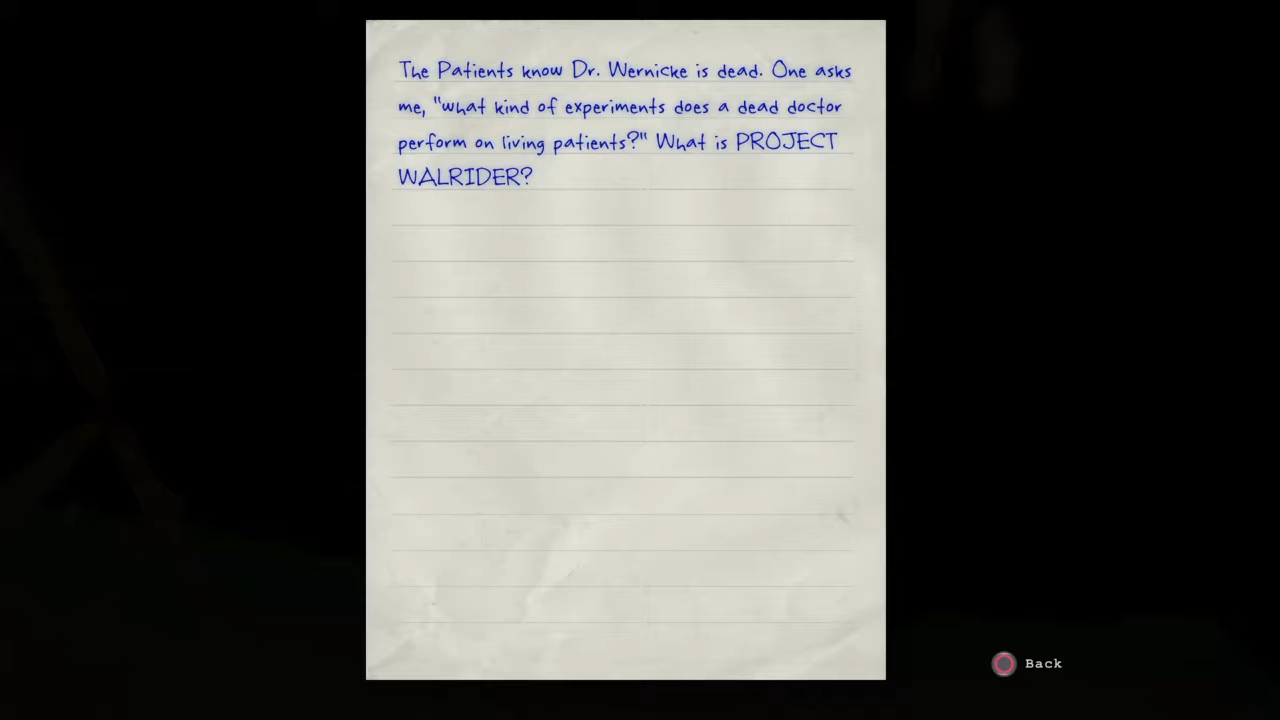 The Patients know Dr. Wernicke is dead. One asks
me, "what kind of experiments does a dead doctor
perform on living patients?" What is PROJECT
WALRIDER?
Back